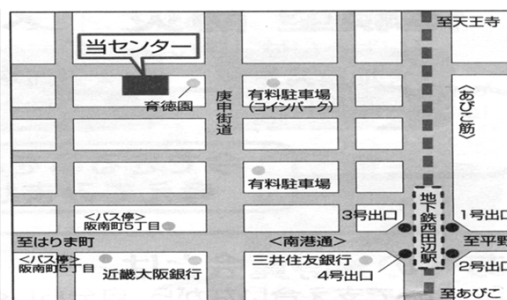 至天王寺
当センター
育徳園
庚申街道
有料駐車場
(コインパーク)
〈あびこ筋〉
有料駐車場
地下鉄西田辺駅
3号出口
1号出口
<バス停>
阪南町5丁目
至はりま町
<南港通>
至平野
<バス停>
阪南町5丁目
近畿大阪銀行
三井住友銀行
4号出口
2号出口
至あびこ